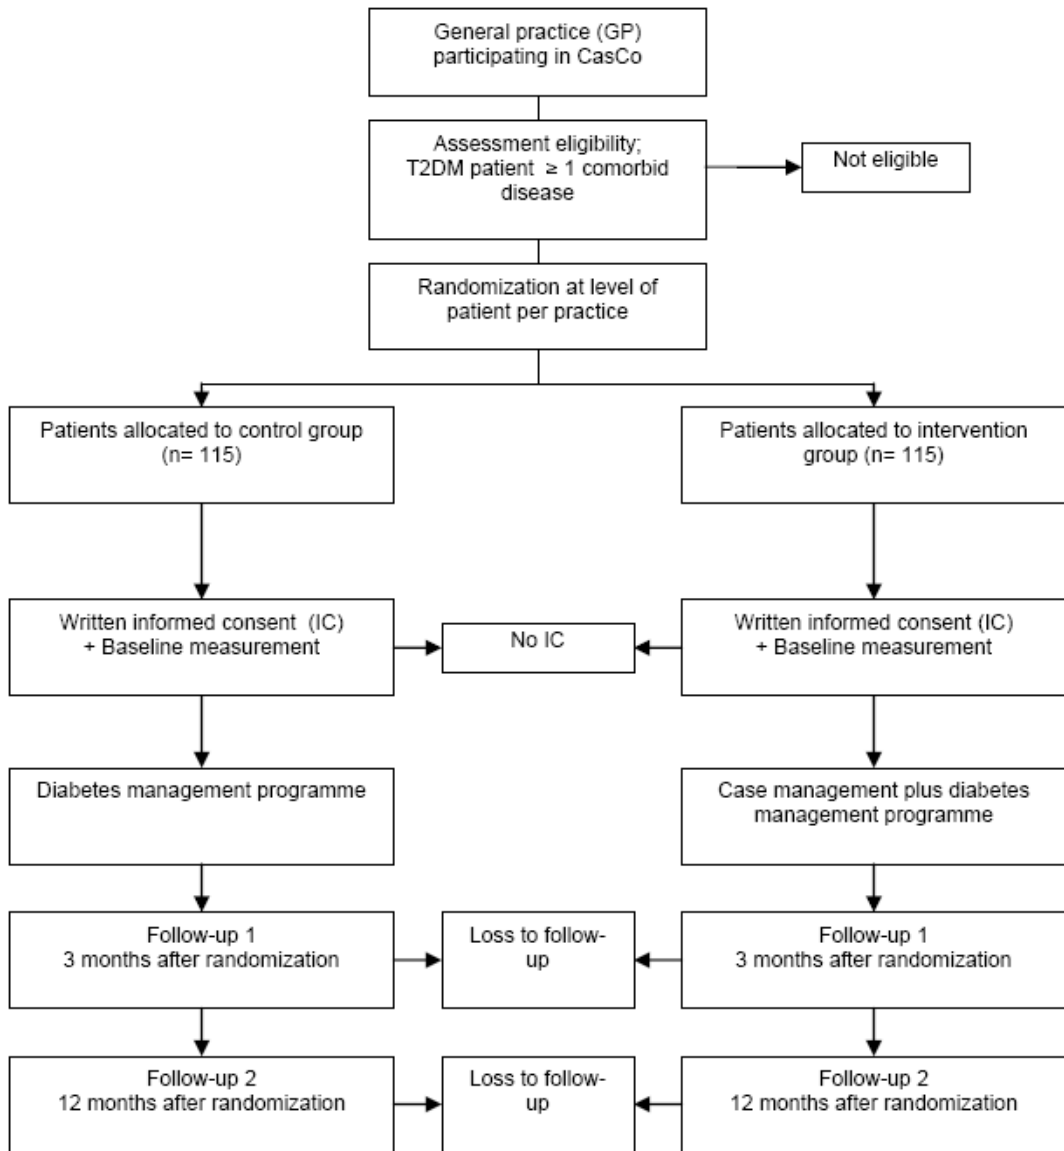 General practice (GP)
participating in CasCo
Assessment eligibility;
T2DM patient ≥ 1 comorbid
disease
Not eligible
Randomization at level of
patient per practice
Patients allocated to control group
(n= 115)
Patients allocated to intervention
group (n= 115)
Written informed consent (IC)
+ Baseline measurement
No IC
Written informed consent (IC)
+ Baseline measurement
Diabetes management programme
Case management plus diabetes
management programme
Follow-up 1
3 months after randomization
Loss to follow-
up
Follow-up 1
3 months after randomization
Follow-up 2
12 months after randomization
Loss to follow-
up
Follow-up 2
12 months after randomization